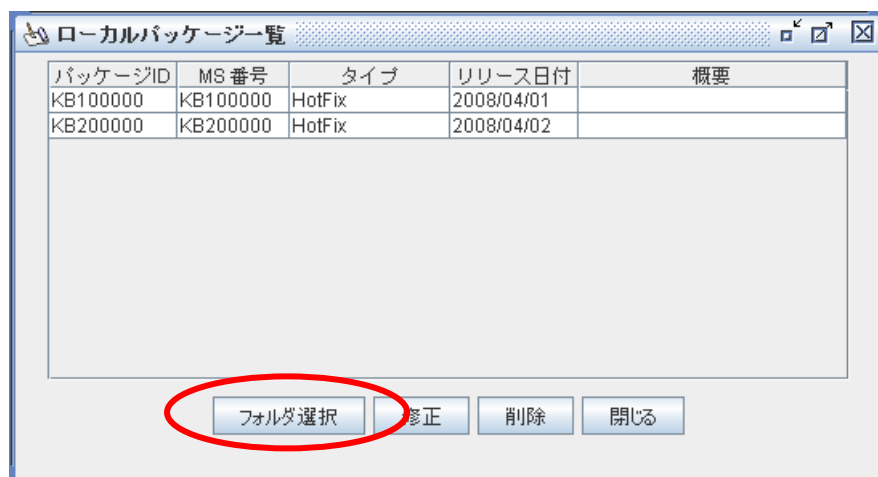 ローカルパッケージ一覧
パッケージID MS 番号 タイプ リリース日付 概要
KB100000 KB100000 HotFix 2008/04/01
KB200000 KB200000 HotFix 2008/04/02
フォルダ選択 修正 削除 閉じる